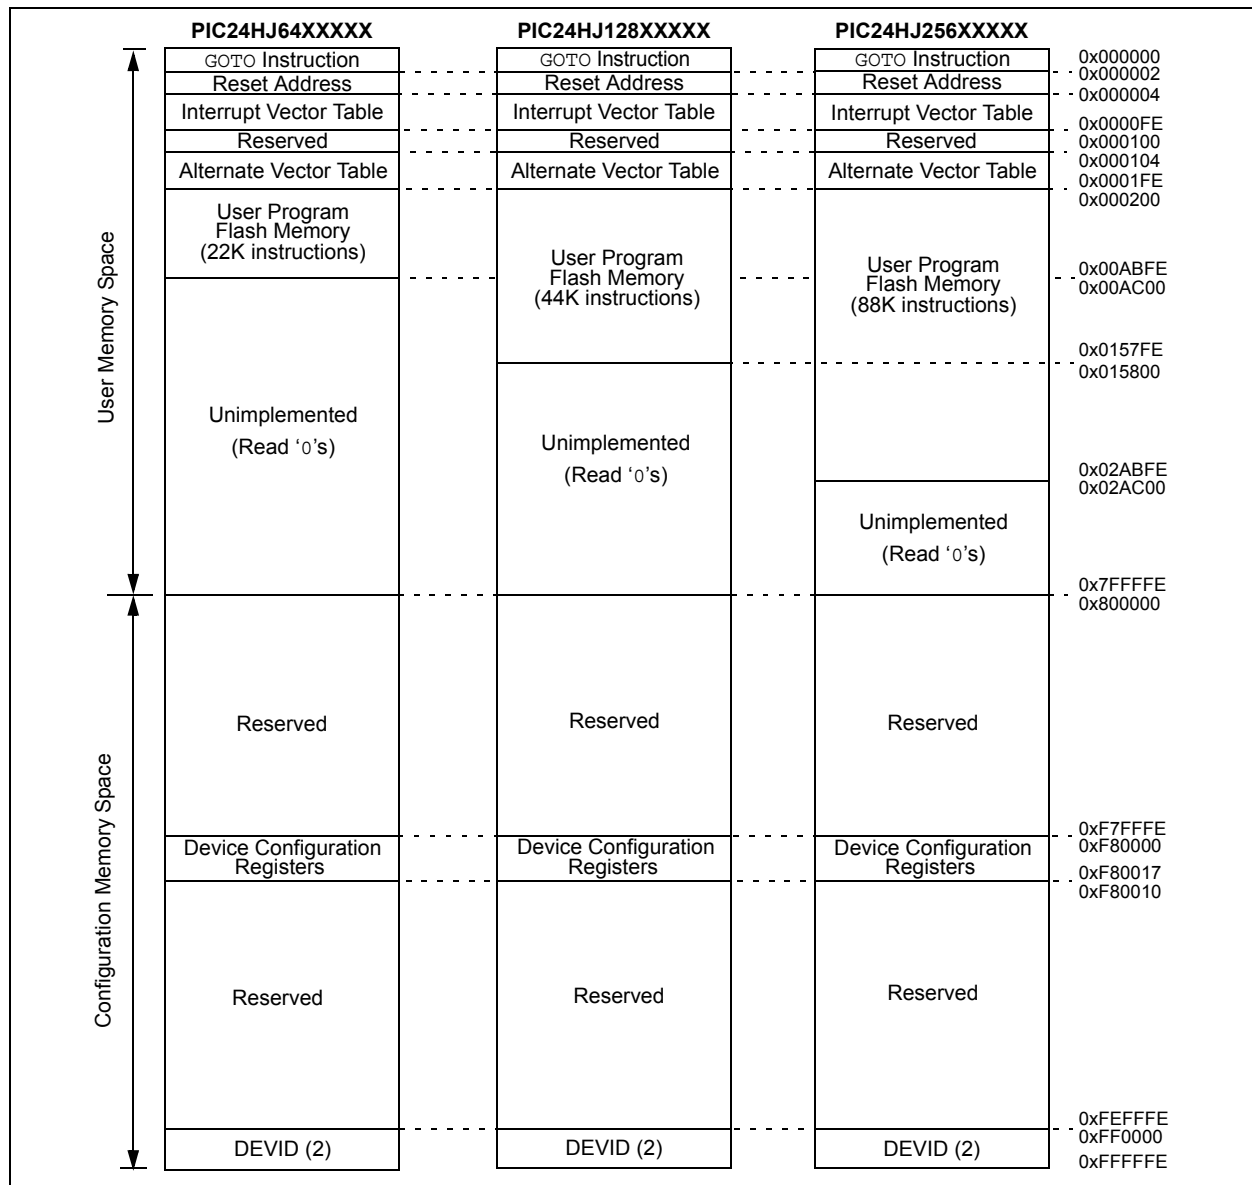 PIC24HJ64XXXXX PIC24HJ128XXXXX PIC24HJ256XXXXX
GOTO Instruction GOTO Instruction GOTO Instruction 0x000000
0x000002
Reset Address Reset Address Reset Address
0x000004
Interrupt Vector Table Interrupt Vector Table Interrupt Vector Table
0x0000FE
Reserved Reserved Reserved 0x000100
0x000104
Alternate Vector Table Alternate Vector Table Alternate Vector Table
0x0001FE
0x000200
User Program
Flash Memory
(22K instructions)
User Program
Flash Memory
(44K instructions)
User Program
Flash Memory
(88K instructions)
0x00ABFE
0x00AC00
0x0157FE
0x015800
User Memory Space
Unimplemented
(Read ‘0’s)
Unimplemented
(Read ‘0’s)
0x02ABFE
0x02AC00
Unimplemented
(Read ‘0’s)
0x7FFFFE
0x800000
Reserved Reserved Reserved
Configuration Memory Space
0xF7FFFE
0xF80000
Device Configuration
Registers
Device Configuration
Registers
Device Configuration
Registers
0xF80017
0xF80010
Reserved Reserved Reserved
0xFEFFFE
0xFF0000
DEVID (2) DEVID (2) DEVID (2)
0xFFFFFE